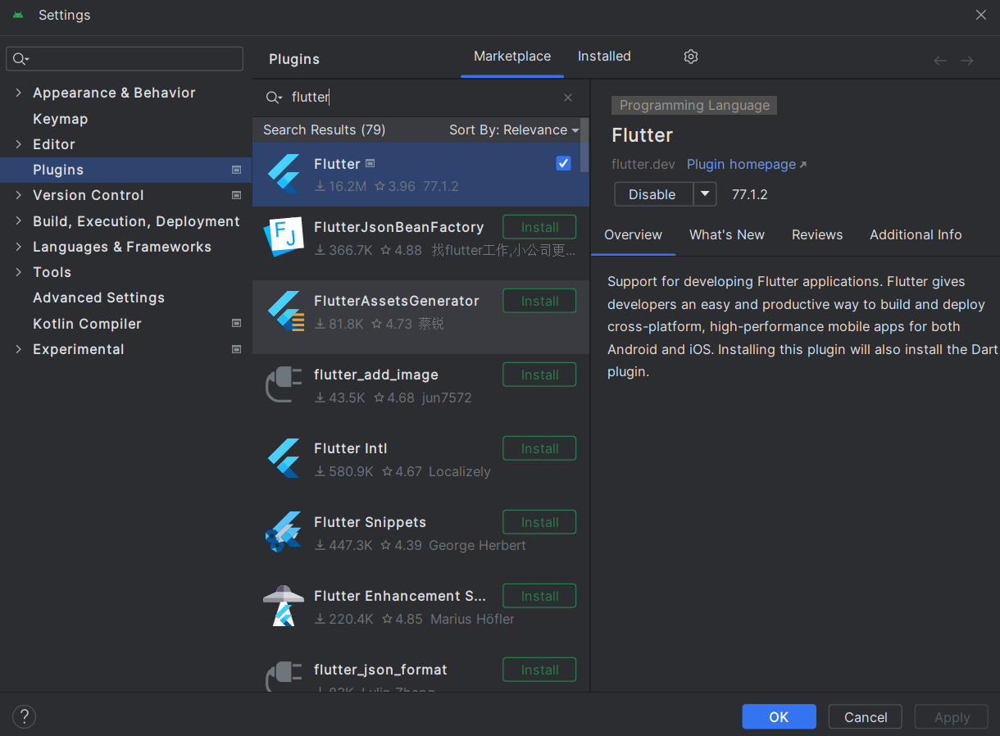 Settings
Plugins
Marketplace
Installed
Appearance & Behavior
Keymap
Editor
Plugins
Version Control
Build, Execution, Deployment
Languages & Frameworks
Tools
Advanced Settings
Kotlin Compiler
Experimental
flutter
Search Results (79)
Sort By: Relevance
Flutter
16.2M 3.96 77.1.2
FlutterJsonBeanFactory
Install
366.7K 4.88 找flutter工作,小公司更...
FlutterAssetsGenerator
Install
81.8K 4.73 蔡锐
flutter_add_image
Install
43.5K 4.68 jun7572
Flutter Intl
Install
580.9K 4.67 Localizely
Flutter Snippets
Install
447.3K 4.39 George Herbert
Flutter Enhancement S...
Install
220.4K 4.85 Marius Höfler
flutter_json_format
Install
Programming Language
Flutter
flutter.dev Plugin homepage
Disable
77.1.2
Overview
What's New
Reviews
Additional Info
Support for developing Flutter applications. Flutter gives
developers an easy and productive way to build and deploy
cross-platform, high-performance mobile apps for both
Android and iOS. Installing this plugin will also install the Dart
plugin.
?
OK
Cancel
Apply